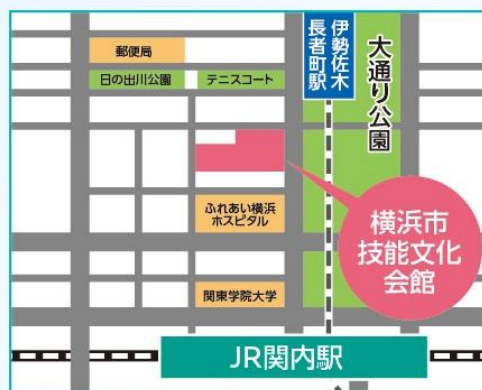 郵便局
日の出川公園
テニスコート
伊勢佐木
長者町駅
大通り公園
ふれあい横浜
ホスピタル
横浜市
技能文化
会館
関東学院大学
JR関内駅